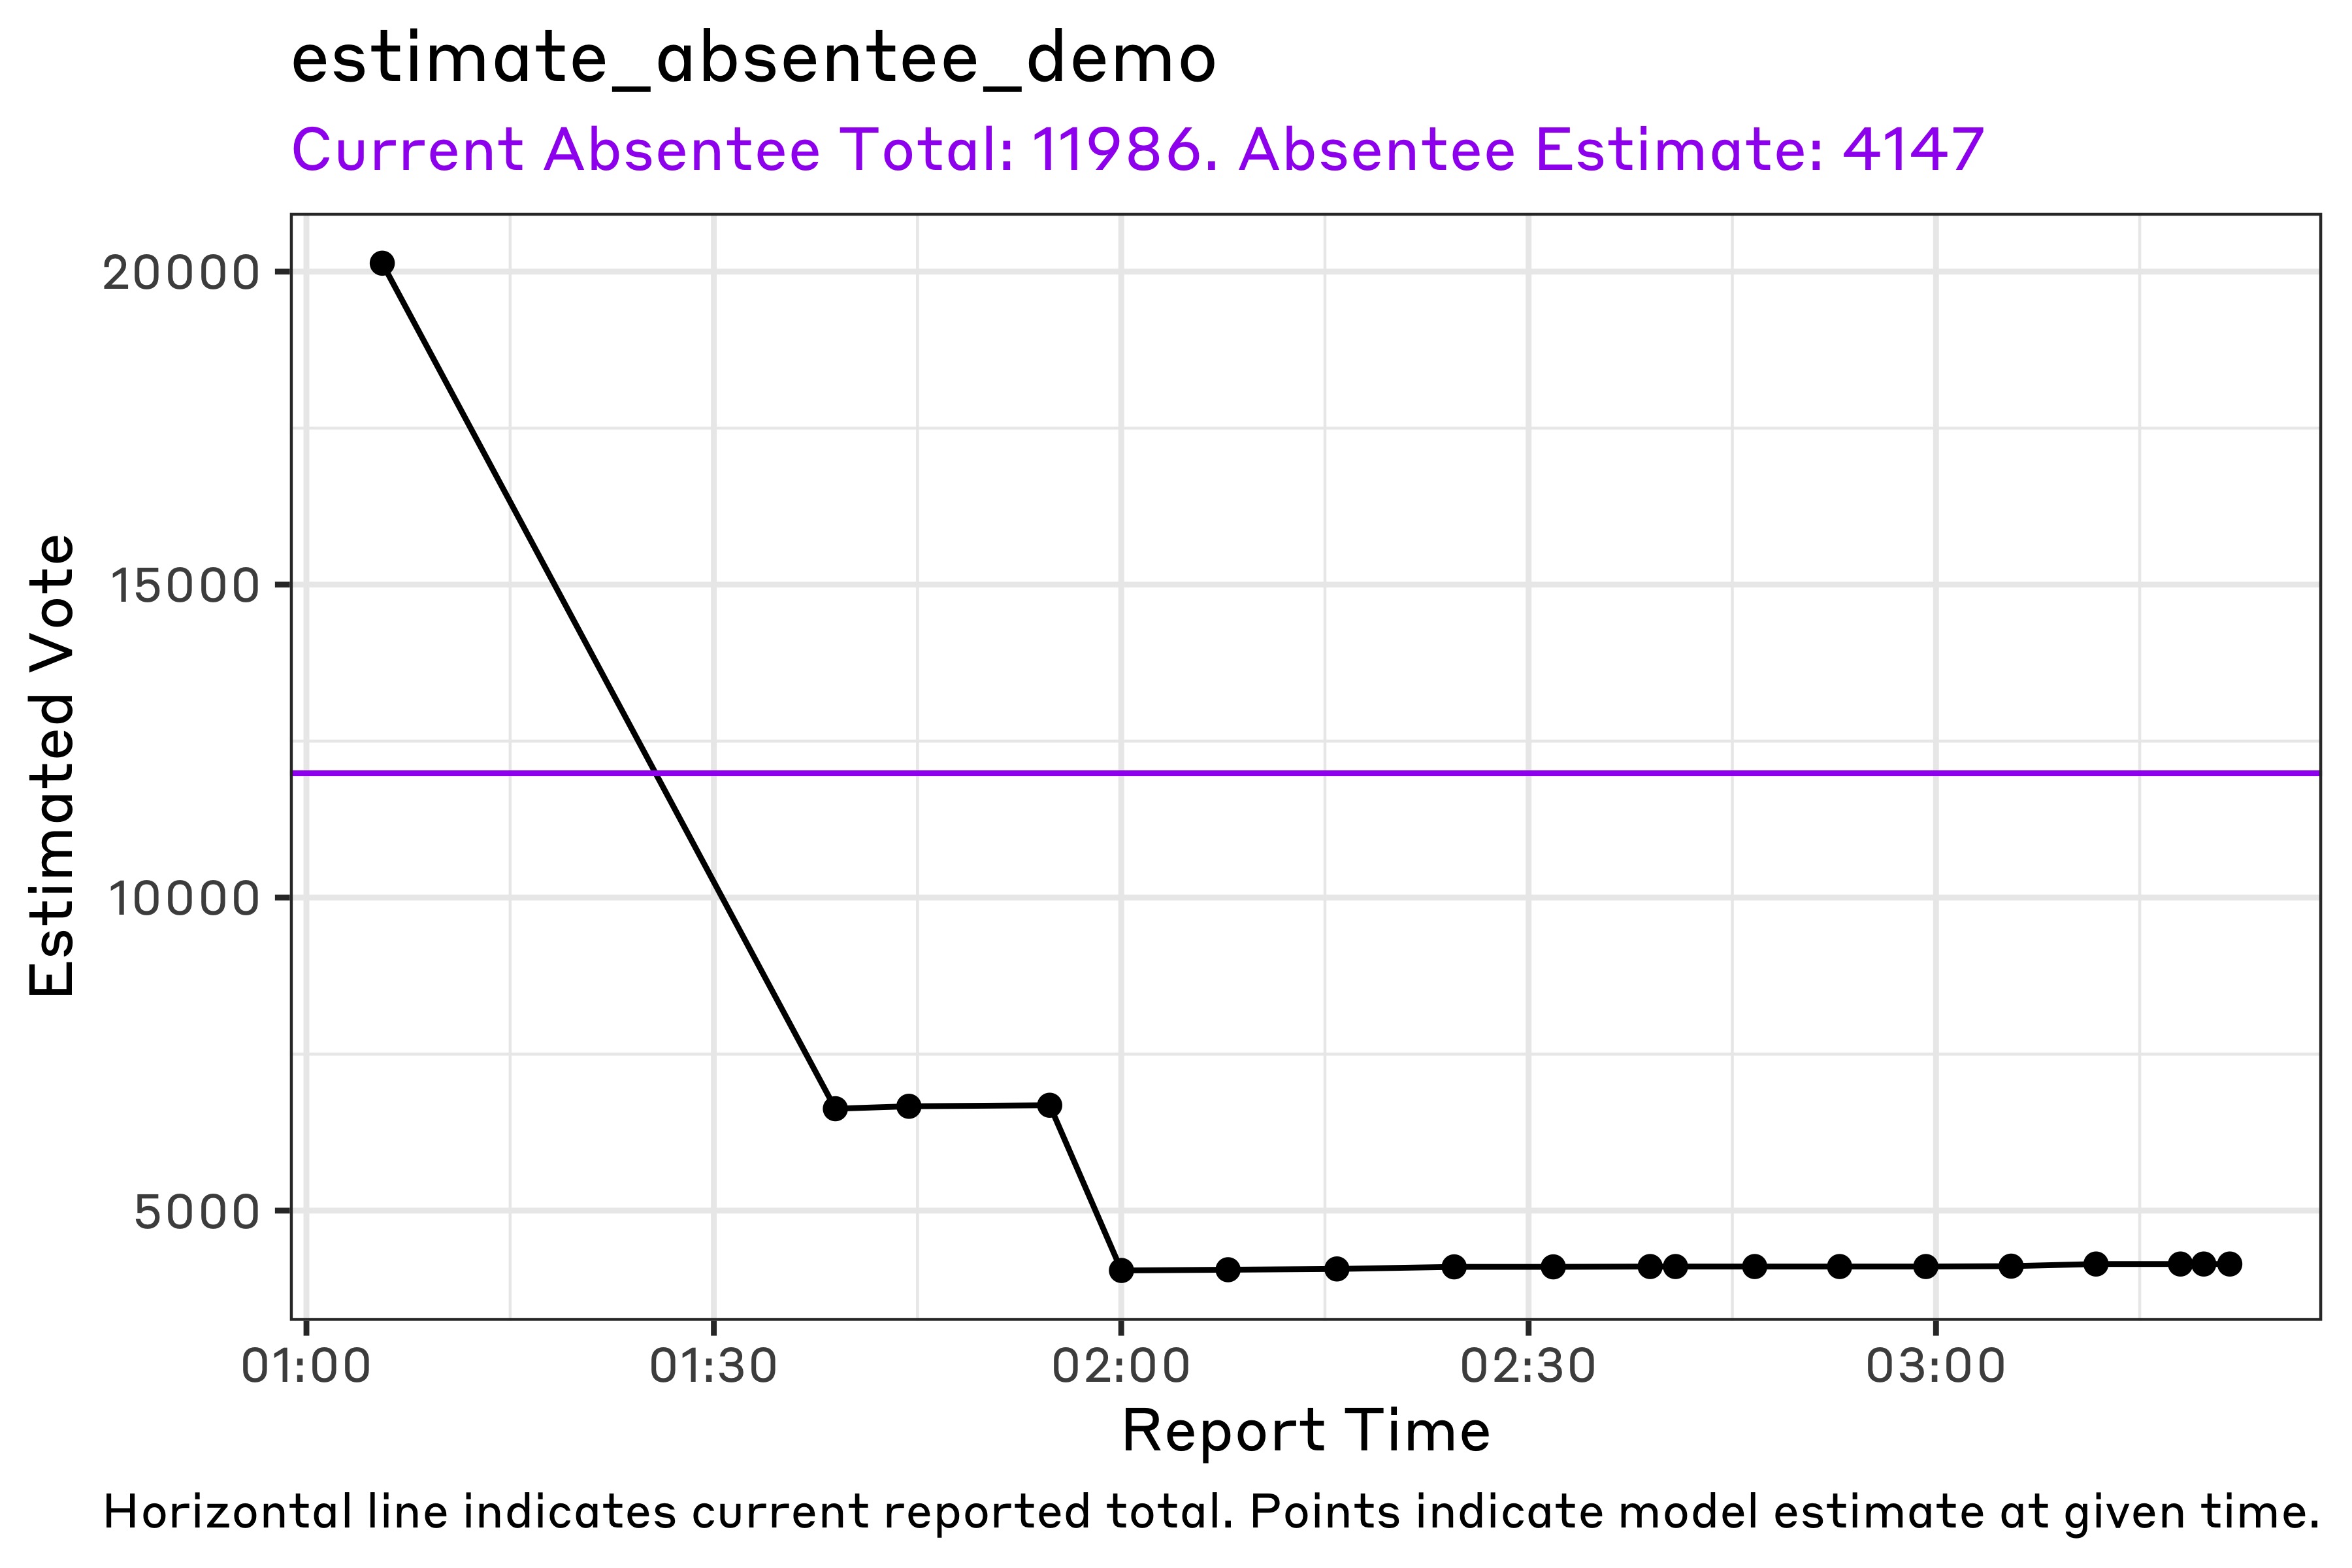 estimate_absentee_demo
Current Absentee Total: 11986. Absentee Estimate: 4147
Estimated Vote
20000
15000
10000
5000
01:00 01:30 02:00 02:30 03:00
Report Time
Horizontal line indicates current reported total. Points indicate model estimate at given time.